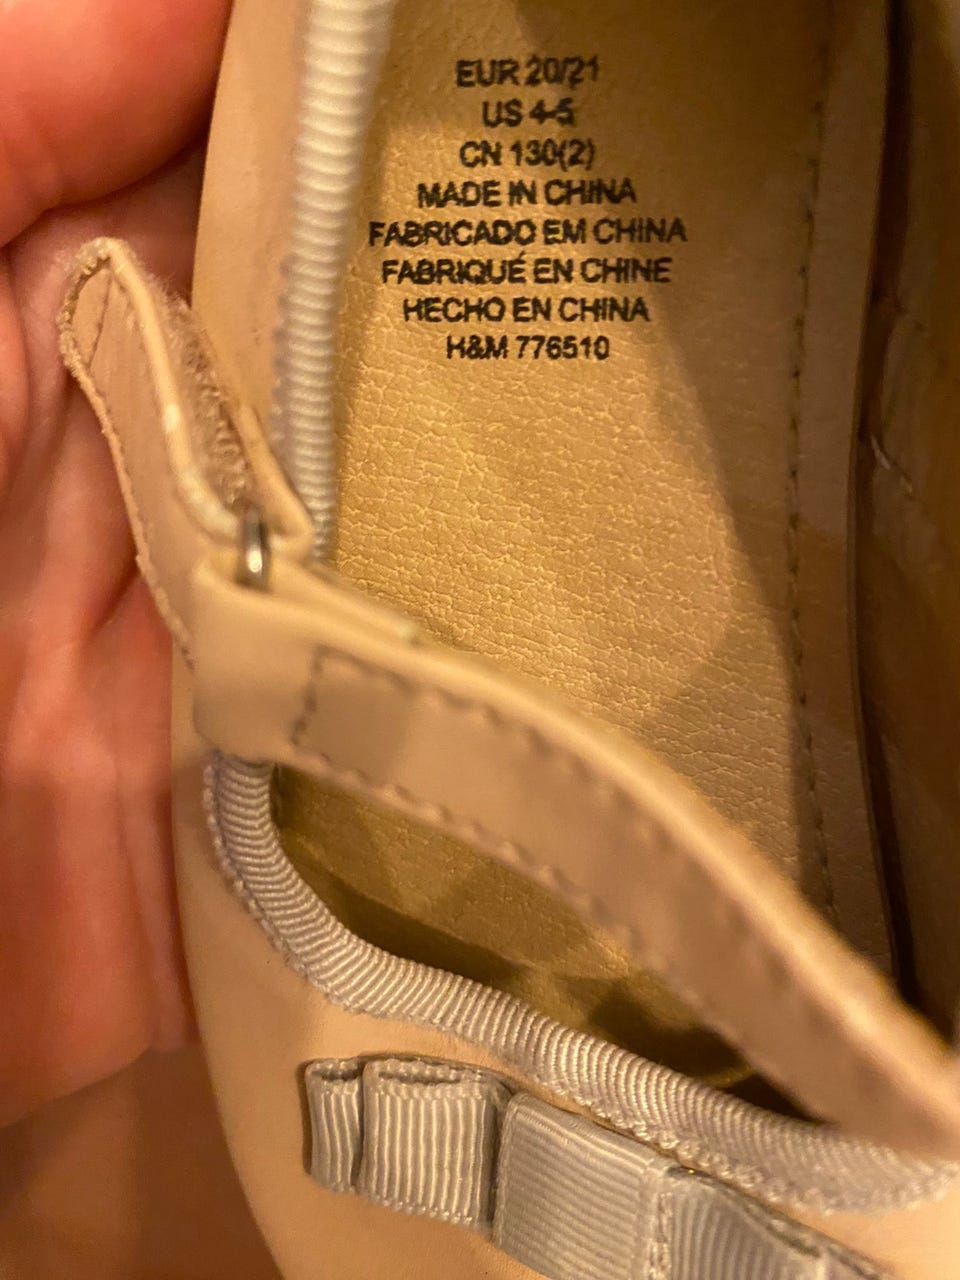 EUR 20/21
US 4-5
CN 130(2)
MADE IN CHINA
FABRICADO EM CHINA
FABRIQUÉ EN CHINE
HECHO EN CHINA
H&M 776510